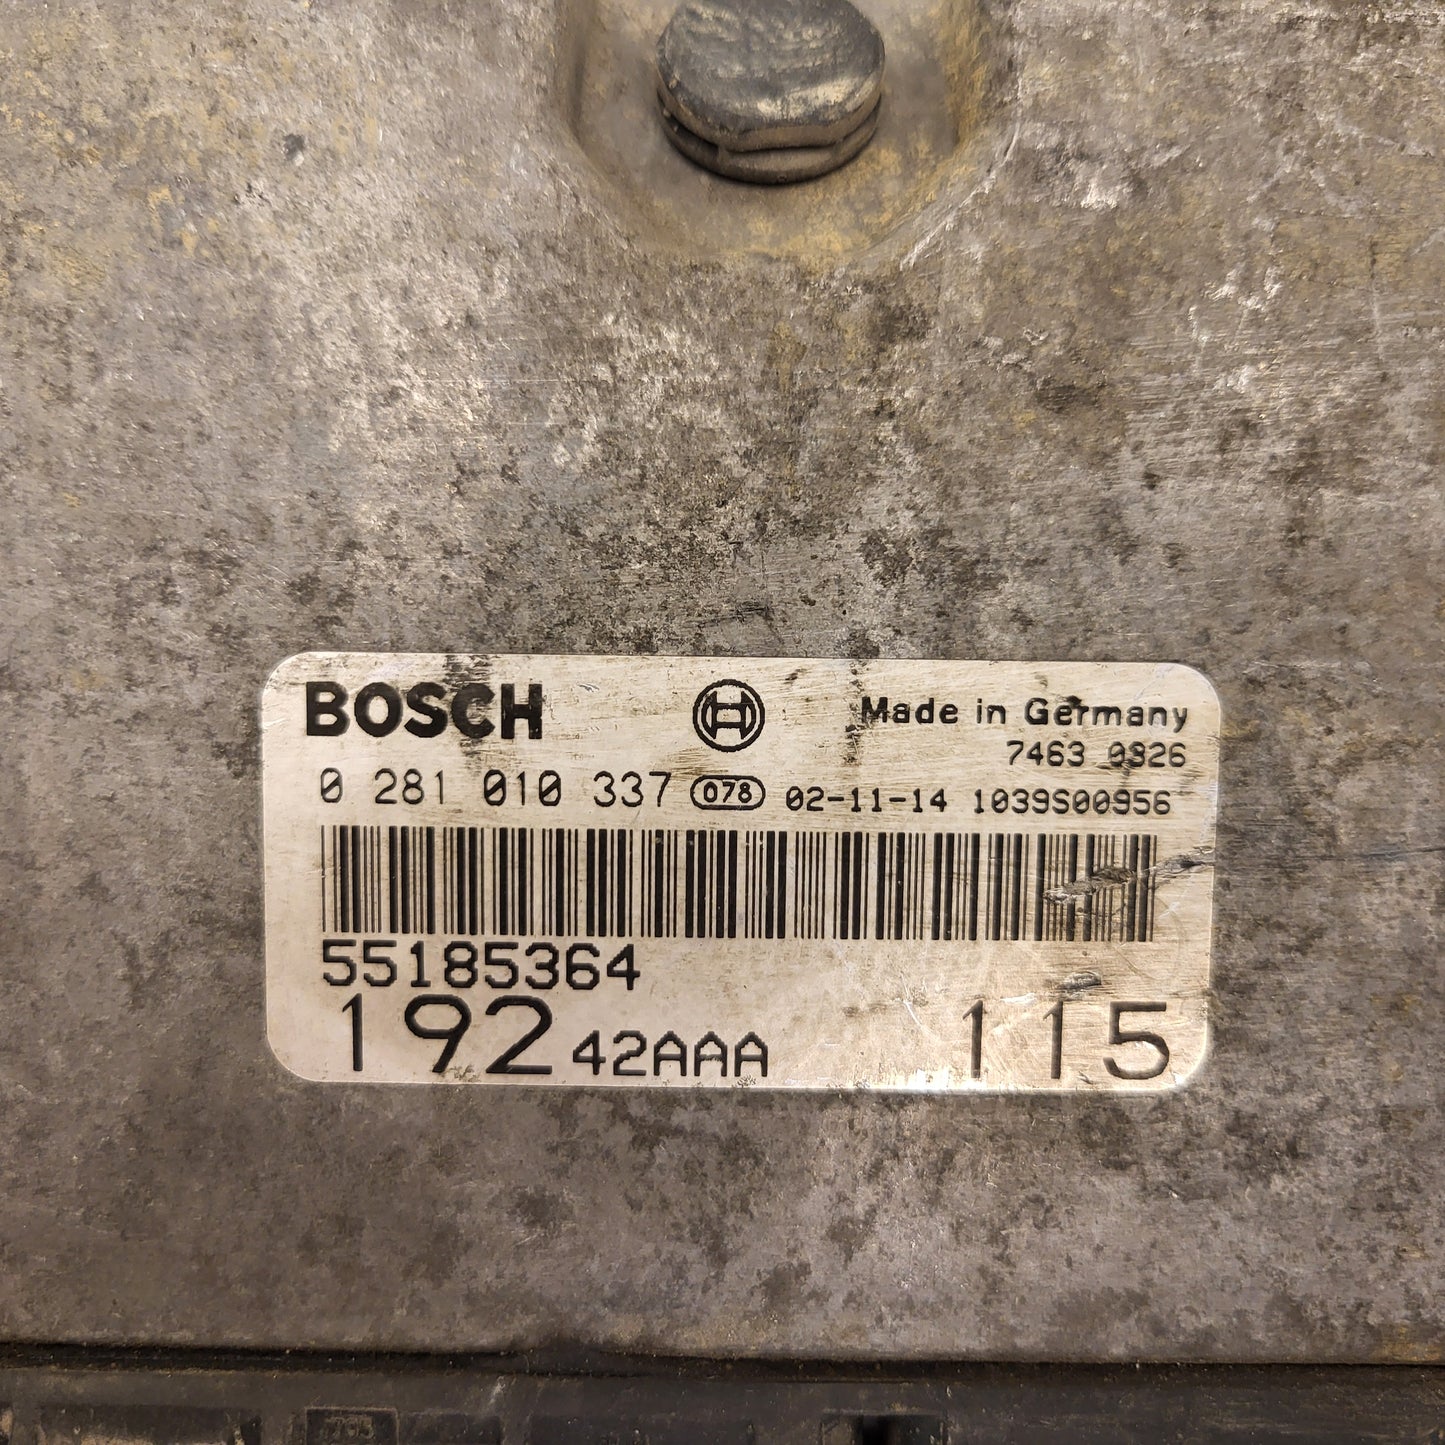 BOSCH Made in Germany
7463 0326
0 281 010 337 078 02-11-14 1039S00956
55185364
192 42AAA 115